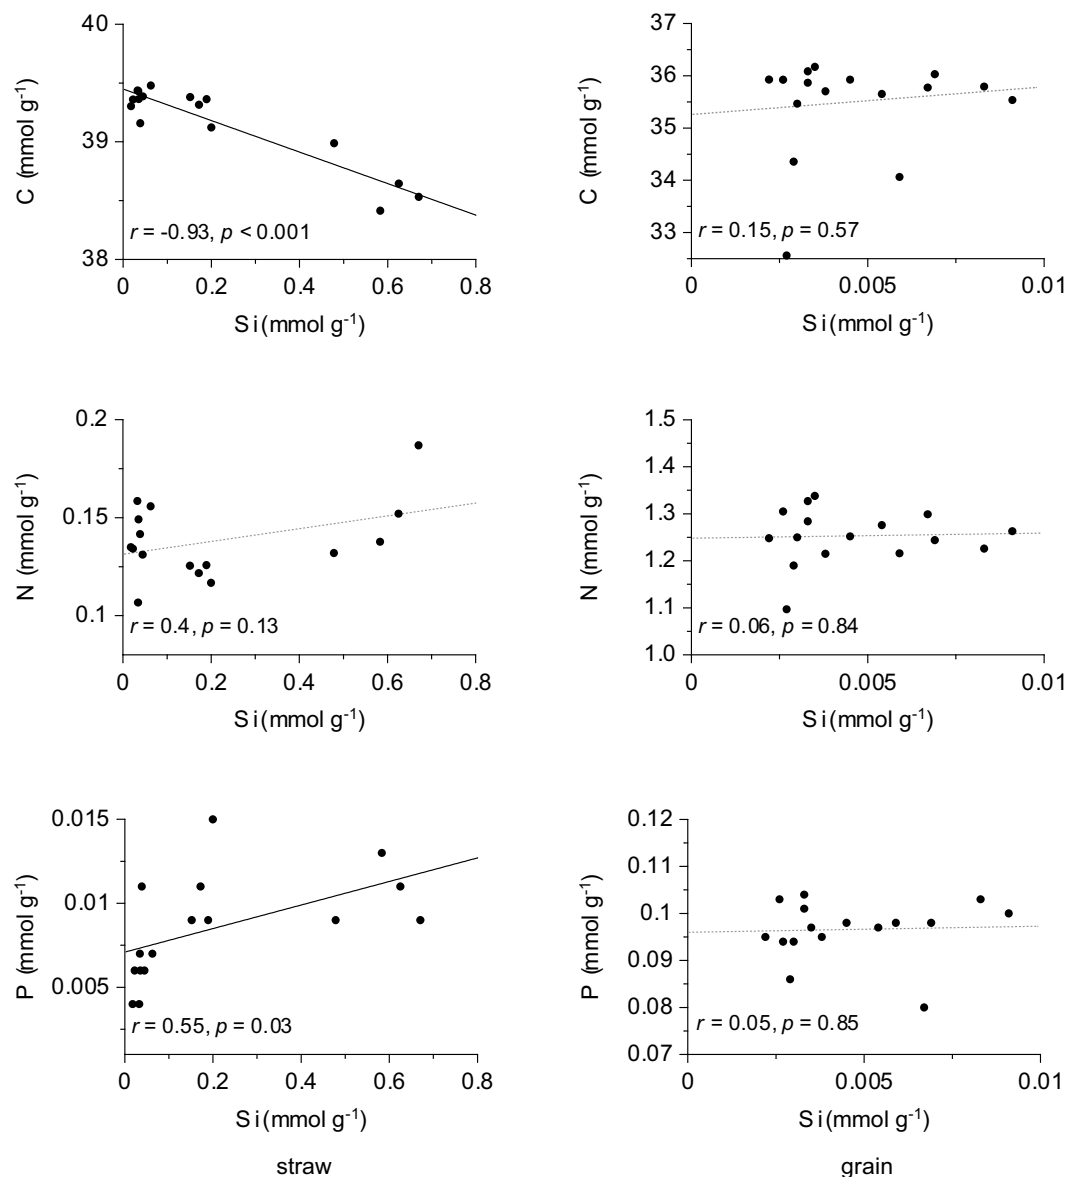 40
39
38
C (mmol g⁻¹)
r = -0.93, p < 0.001
0 0.2 0.4 0.6 0.8
Si(mmol g⁻¹)
37
36
35
34
33
C (mmol g⁻¹)
r = 0.15, p = 0.57
0 0.005 0.01
Si(mmol g⁻¹)
0.2
0.15
0.1
N (mmol g⁻¹)
r = 0.4, p = 0.13
0 0.2 0.4 0.6 0.8
Si(mmol g⁻¹)
1.5
1.4
1.3
1.2
1.1
1.0
N (mmol g⁻¹)
r = 0.06, p = 0.84
0 0.005 0.01
Si(mmol g⁻¹)
0.015
0.01
0.005
P (mmol g⁻¹)
r = 0.55, p = 0.03
0 0.2 0.4 0.6 0.8
Si(mmol g⁻¹)
straw
0.12
0.11
0.1
0.09
0.08
0.07
P (mmol g⁻¹)
r = 0.05, p = 0.85
0 0.005 0.01
Si(mmol g⁻¹)
grain